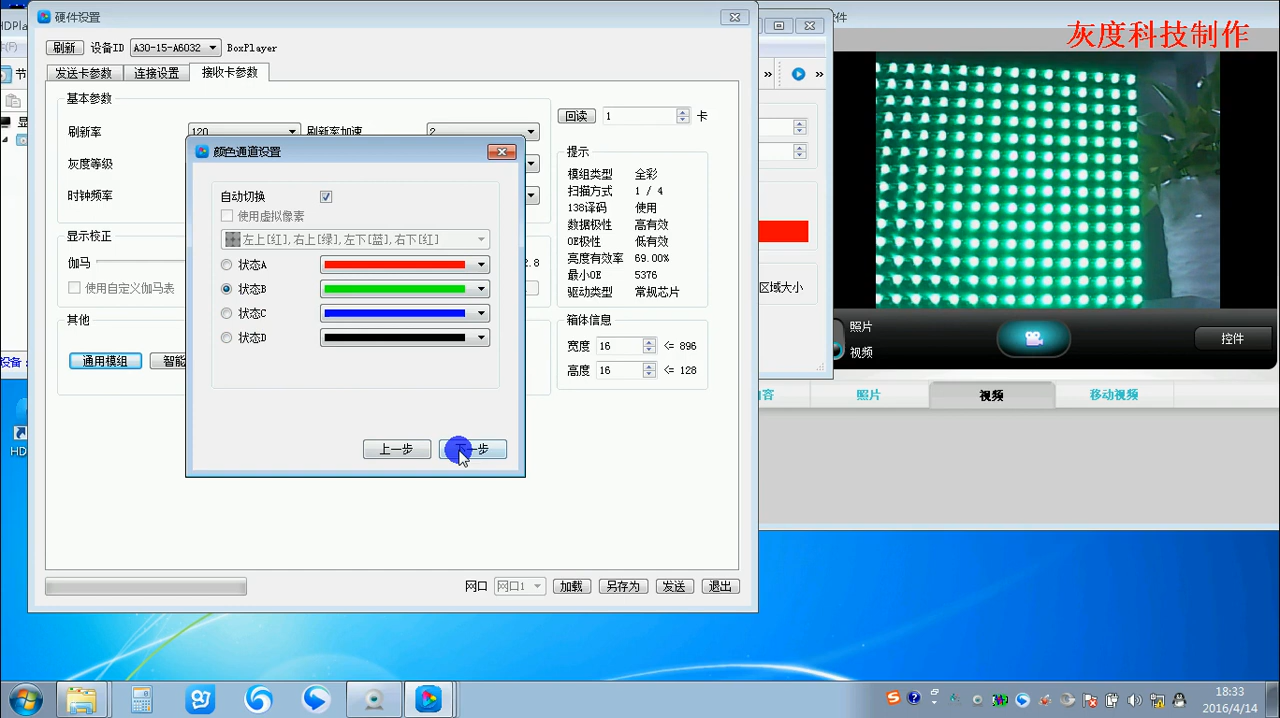 硬件设置
灰度科技制作
刷新
设备ID
A30-15-A6032
BoxPlayer
发送卡参数
连接设置
接收卡参数
基本参数
刷新率
120
刷新率加速
2
灰度等级
时钟频率
显示校正
伽马
2.8
使用自定义伽马表
其他
通用模组
智能
回读
1
卡
提示
模组类型 全彩
扫描方式 1 / 4
138译码 使用
数据极性 高有效
OE极性 低有效
亮度有效率 69.00%
最小OE 5376
驱动类型 常规芯片
箱体信息
宽度 16 <= 896
高度 16 <= 128
颜色通道设置
自动切换
使用虚拟像素
左上[红],右上[绿],左下[蓝],右下[红]
状态A
状态B
状态C
状态D
上一步
下一步
网口
网口1
加载
另存为
发送
退出
区域大小
照片
视频
控件
照片
视频
移动视频
HD
18:33
2016/4/14